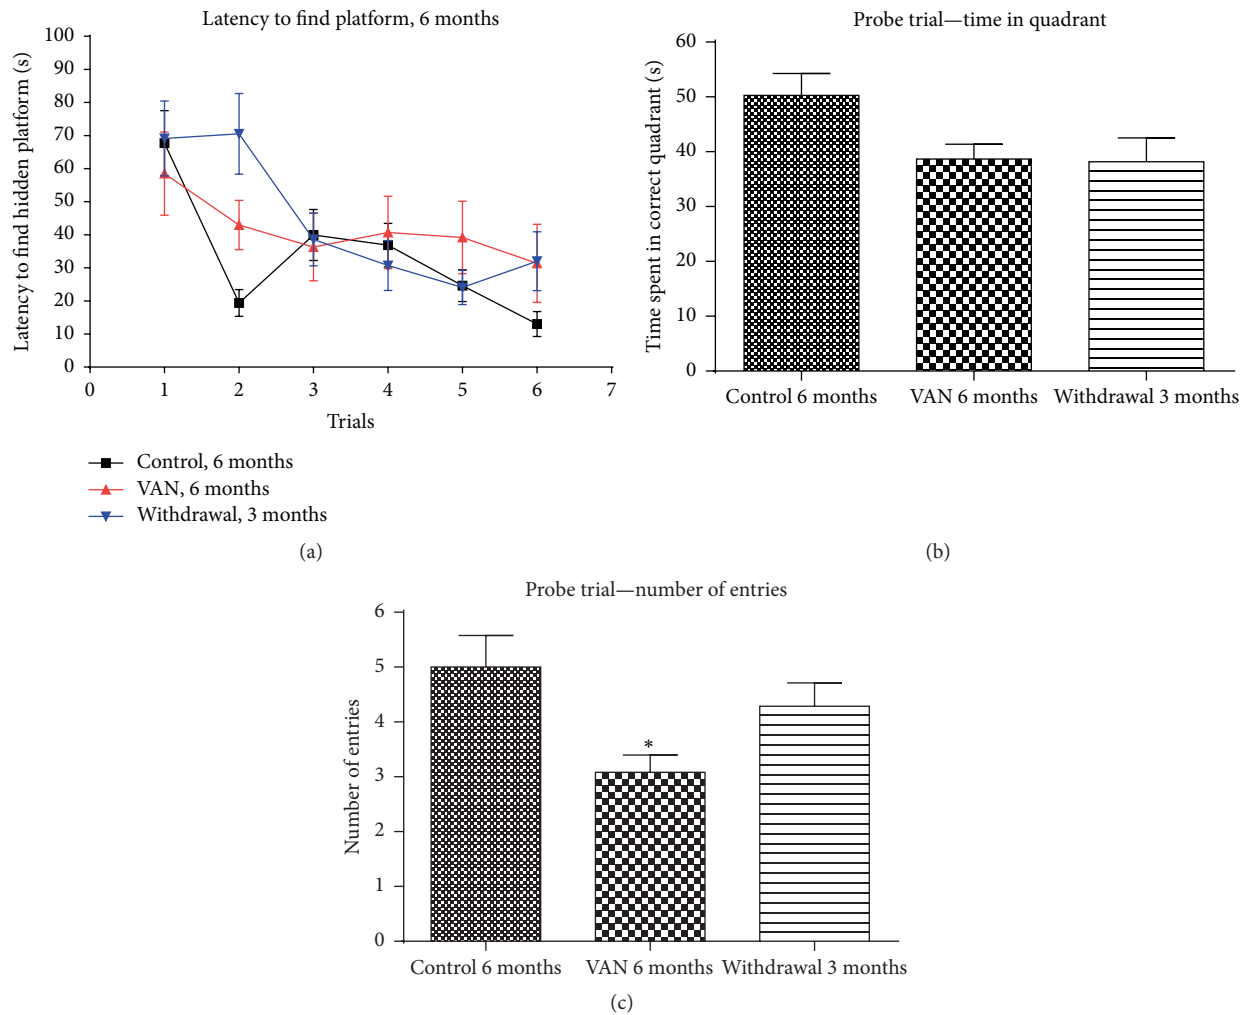 Latency to find platform, 6 months
Latency to find hidden platform (s)
100
90
80
70
60
50
40
30
20
10
0
0 1 2 3 4 5 6 7
Trials
Control, 6 months
VAN, 6 months
Withdrawal, 3 months
(a)
Probe trial—time in quadrant
Time spent in correct quadrant (s)
60
50
40
30
20
10
0
Control 6 months VAN 6 months Withdrawal 3 months
(b)
Probe trial—number of entries
Number of entries
6
5
4
3
2
1
0
*
Control 6 months VAN 6 months Withdrawal 3 months
(c)